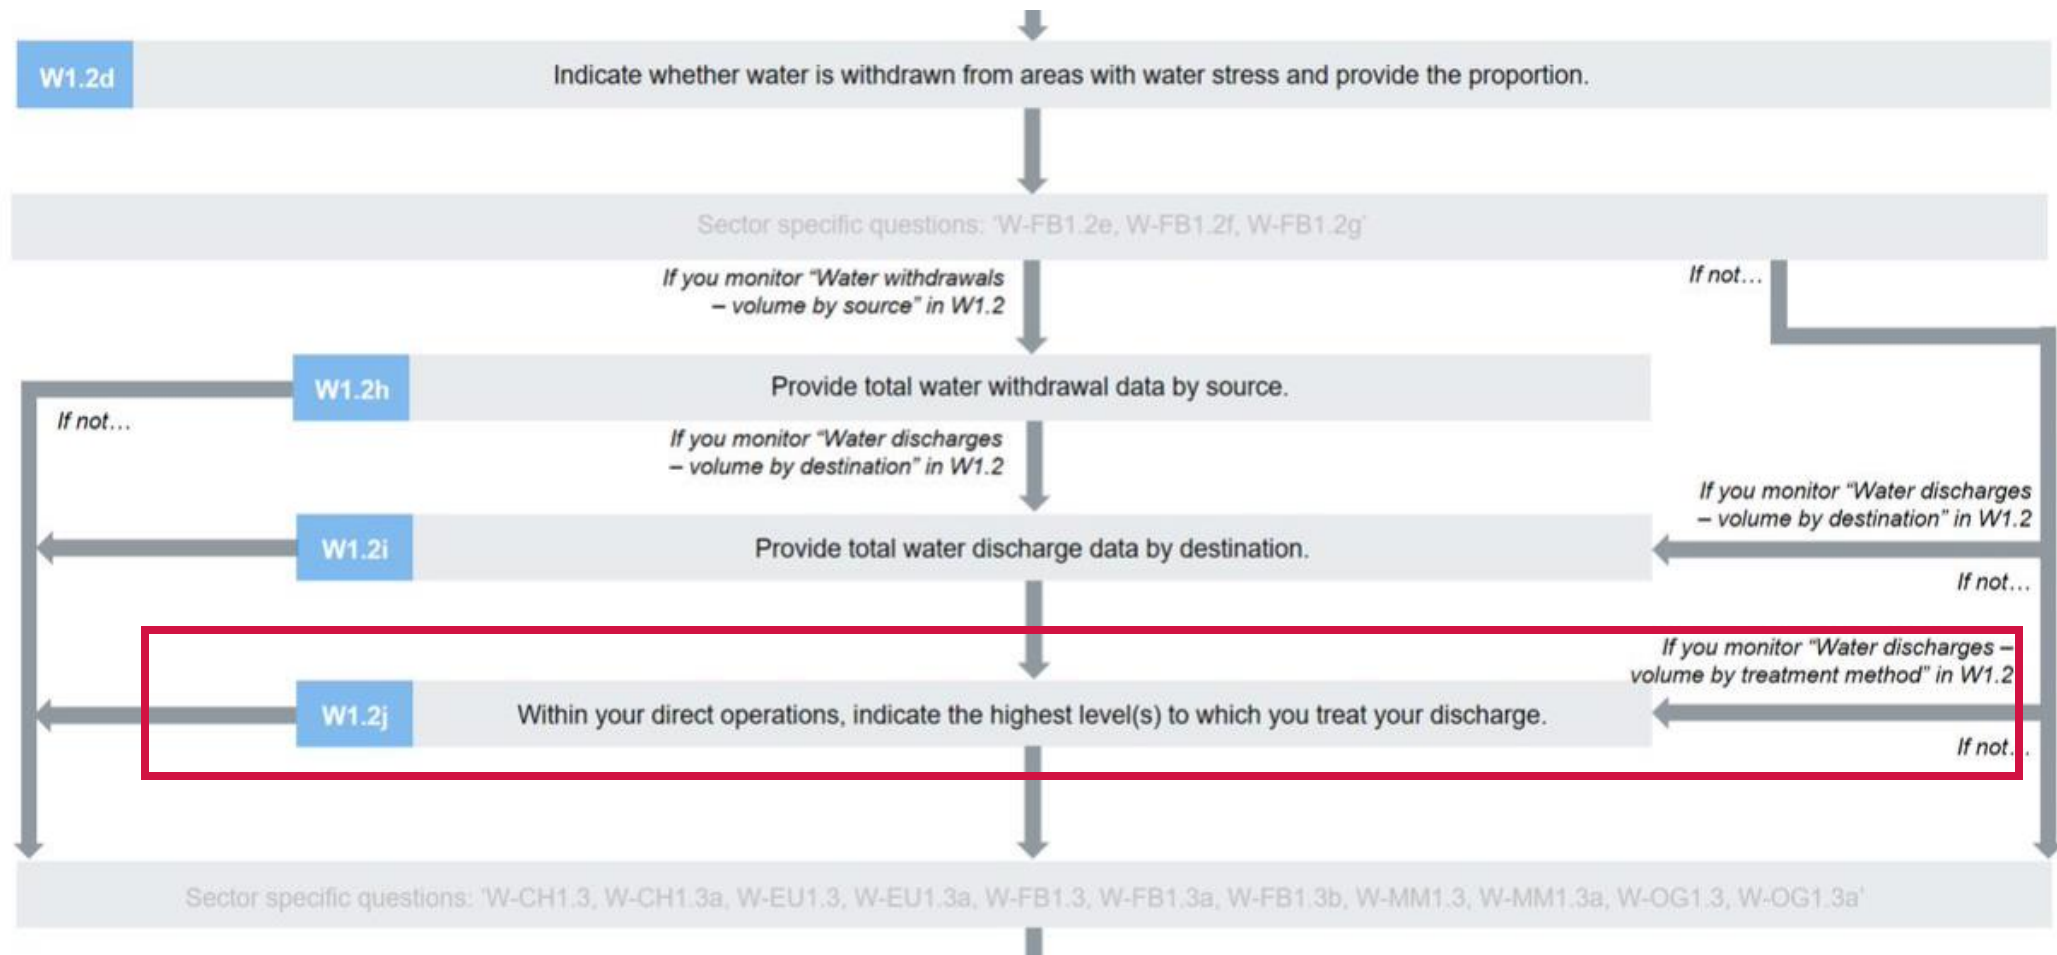 W1.2d
Indicate whether water is withdrawn from areas with water stress and provide the proportion.
Sector specific questions: 'W-FB1.2e, W-FB1.2f, W-FB1.2g'
If you monitor “Water withdrawals
– volume by source” in W1.2
If not…
W1.2h
Provide total water withdrawal data by source.
If not…
If you monitor “Water discharges
– volume by destination” in W1.2
If you monitor “Water discharges
– volume by destination” in W1.2
W1.2i
Provide total water discharge data by destination.
If not…
If you monitor “Water discharges –
volume by treatment method” in W1.2
W1.2j
Within your direct operations, indicate the highest level(s) to which you treat your discharge.
If not…
Sector specific questions: 'W-CH1.3, W-CH1.3a, W-EU1.3, W-EU1.3a, W-FB1.3, W-FB1.3a, W-FB1.3b, W-MM1.3, W-MM1.3a, W-OG1.3, W-OG1.3a'